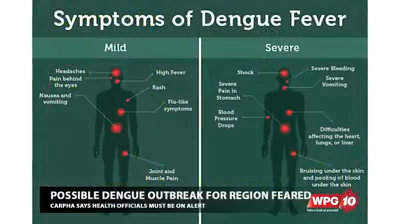 Symptoms of Dengue Fever
Mild
Headaches
Pain behind
the eyes
High Fever
Nausea and
vomiting
Rash
Flu-like
symptoms
Joint and
Muscle Pain
Severe
Shock
Severe Bleeding
Severe
Vomiting
Severe
Pain in
Stomach
Blood
Pressure
Drops
Difficulties
affecting the heart,
lungs, or liver
Bruising under the skin
and pooling of blood
under the skin
POSSIBLE DENGUE OUTBREAK FOR REGION FEARED
CARPHA SAYS HEALTH OFFICIALS MUST BE ON ALERT
WPG 10